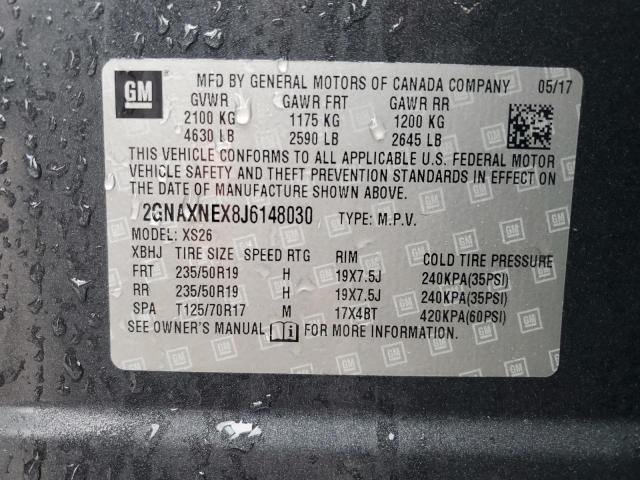 GM
MFD BY GENERAL MOTORS OF CANADA COMPANY 05/17
GVWR GAWR FRT GAWR RR
2100 KG 1175 KG 1200 KG
4630 LB 2590 LB 2645 LB
THIS VEHICLE CONFORMS TO ALL APPLICABLE U.S. FEDERAL MOTOR
VEHICLE SAFETY AND THEFT PREVENTION STANDARDS IN EFFECT ON
THE DATE OF MANUFACTURE SHOWN ABOVE.
2GNAXNEX8J6148030 TYPE: M.P.V.
MODEL: XS26
XBHJ TIRE SIZE SPEED RTG RIM COLD TIRE PRESSURE
FRT 235/50R19 H 19X7.5J 240KPA(35PSI)
RR 235/50R19 H 19X7.5J 240KPA(35PSI)
SPA T125/70R17 M 17X4BT 420KPA(60PSI)
SEE OWNER'S MANUAL FOR MORE INFORMATION.